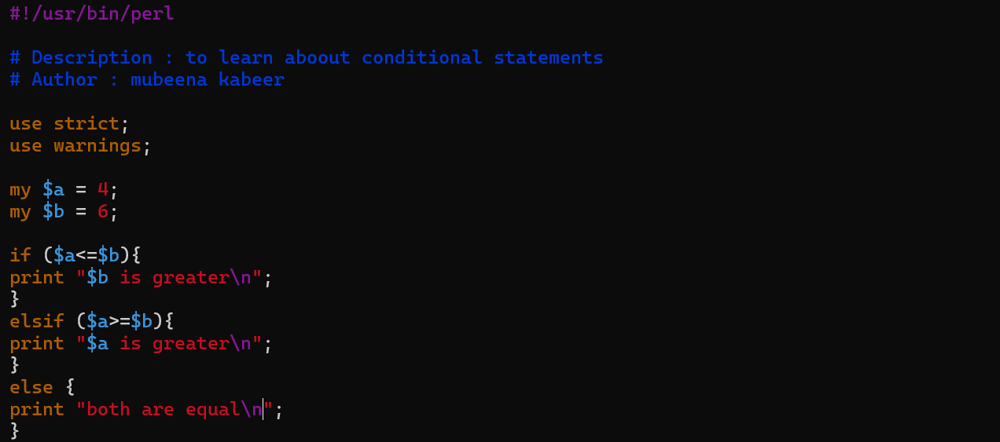 #!/usr/bin/perl
# Description : to learn aboout conditional statements
# Author : mubeena kabeer
use strict;
use warnings;
my $a = 4;
my $b = 6;
if ($a<=$b){
print "$b is greater\n";
}
elsif ($a>=$b){
print "$a is greater\n";
}
else {
print "both are equal\n";
}